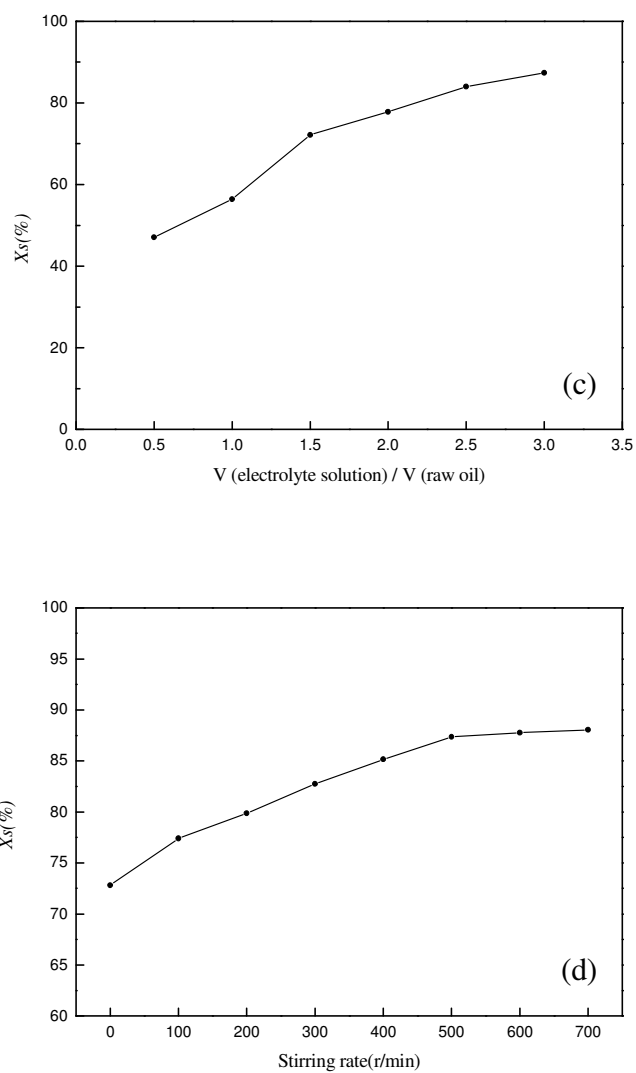 100
80
60
40
20
0
Xs(%)
(c)
0.0 0.5 1.0 1.5 2.0 2.5 3.0 3.5
V (electrolyte solution) / V (raw oil)
100
95
90
85
80
75
70
65
60
Xs(%)
(d)
0 100 200 300 400 500 600 700
Stirring rate(r/min)